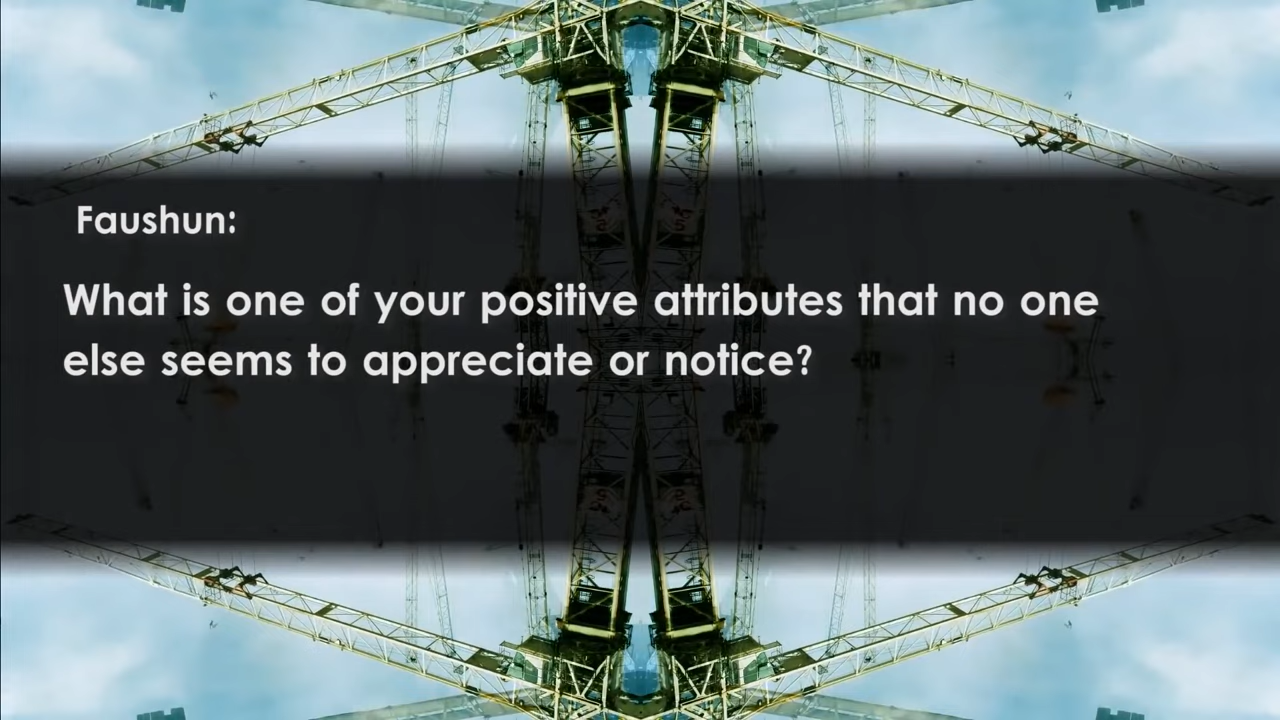 Faushun:
What is one of your positive attributes that no one
else seems to appreciate or notice?